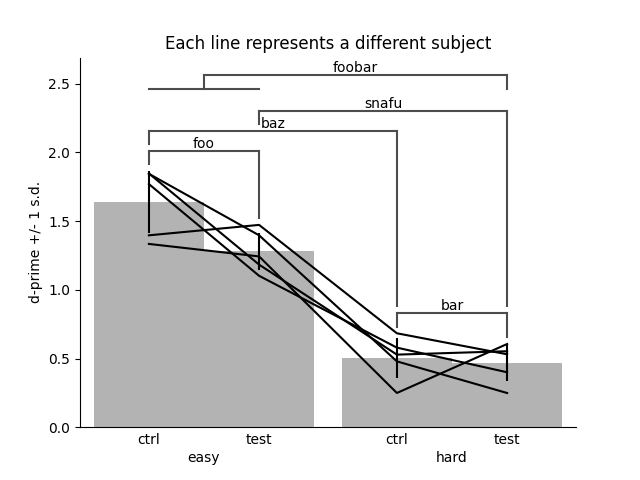 Each line represents a different subject
foobar
2.5
snafu
baz
2.0
foo
1.5
d-prime +/- 1 s.d.
1.0
bar
0.5
0.0
ctrl test ctrl test
easy hard